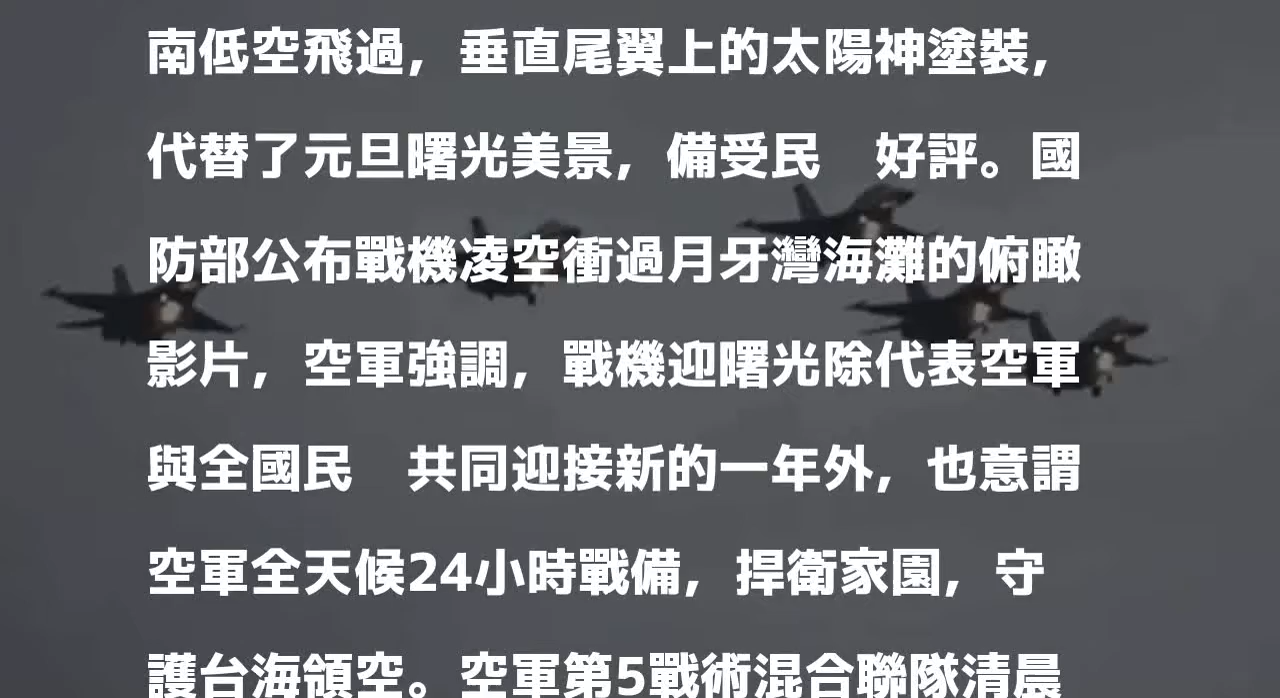 南低空飛過，垂直尾翼上的太陽神塗裝，
代替了元旦曙光美景，備受民　好評。國
防部公布戰機凌空衝過月牙灣海灘的俯瞰
影片，空軍強調，戰機迎曙光除代表空軍
與全國民　共同迎接新的一年外，也意謂
空軍全天候24小時戰備，捍衛家園，守
護台海領空。空軍第5戰術混合聯隊清晨